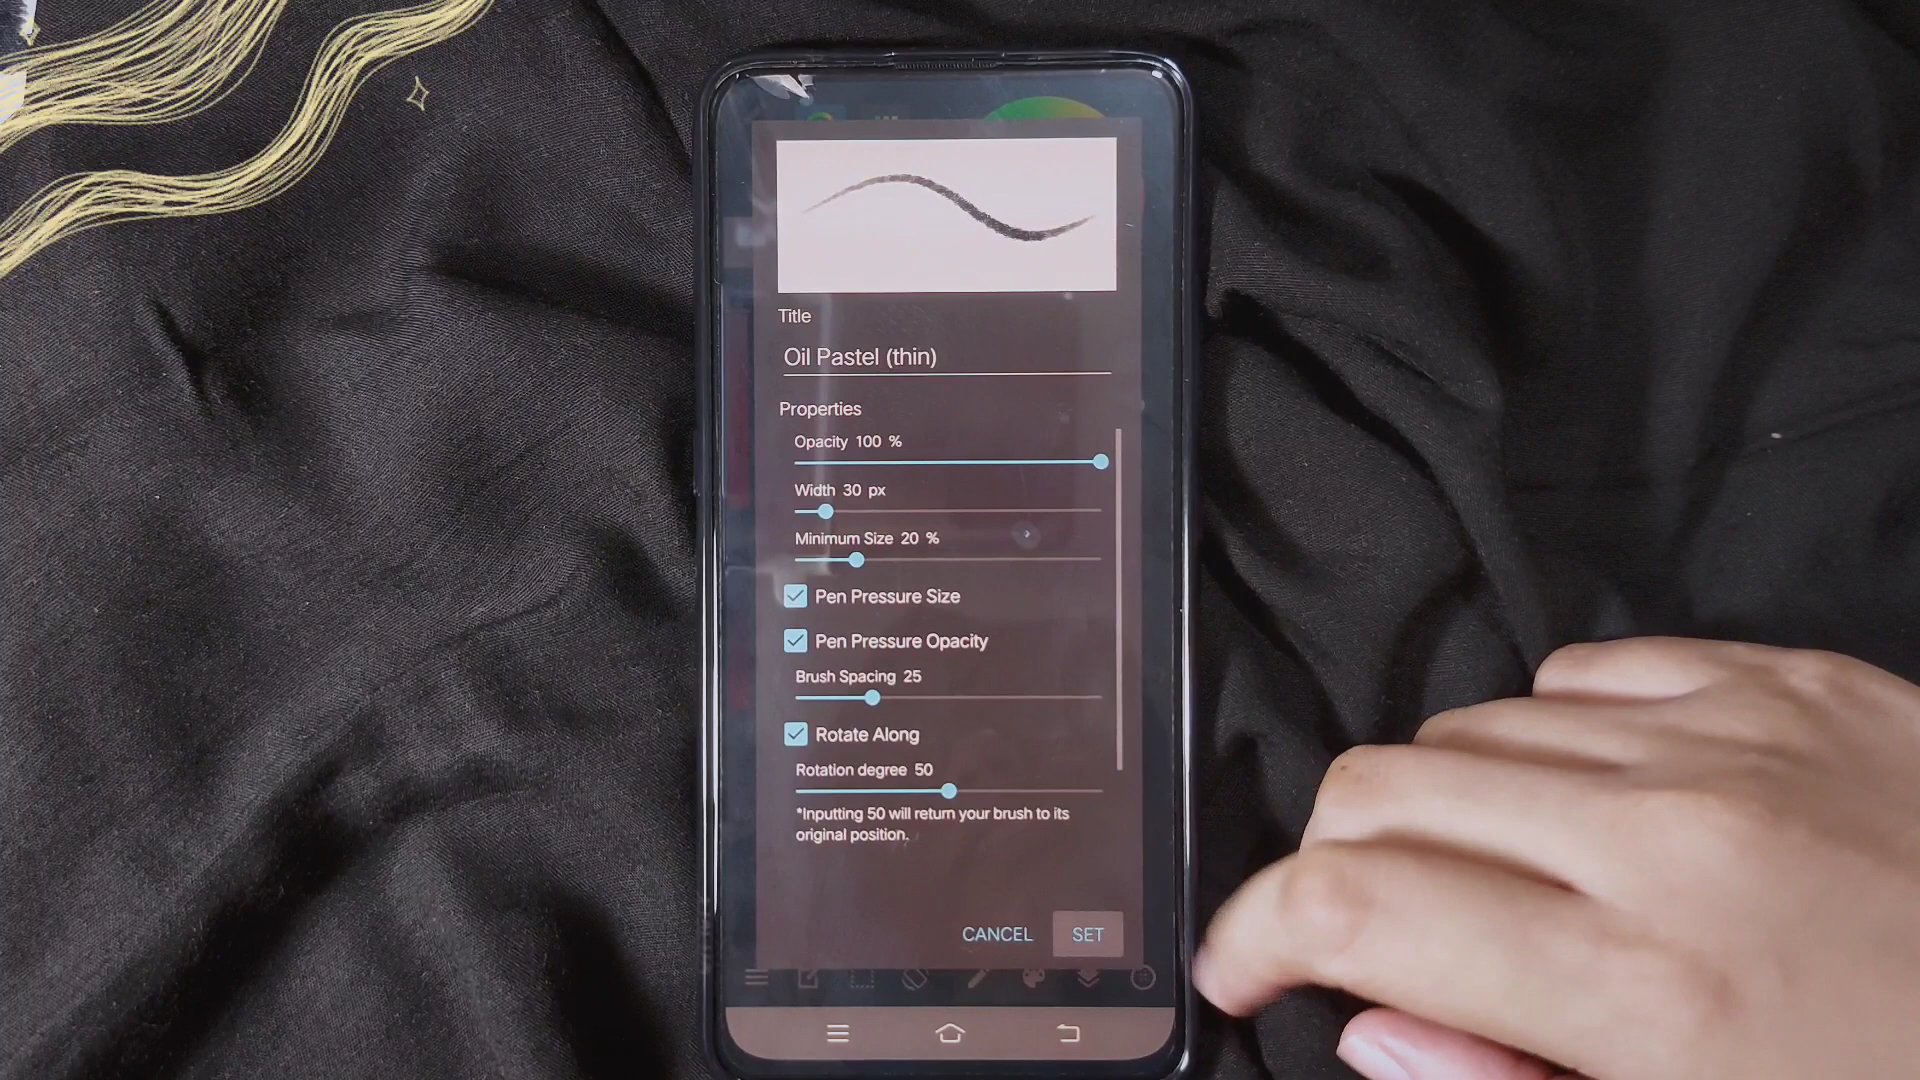 Title
Oil Pastel (thin)
Properties
Opacity 100 %
Width 30 px
Minimum Size 20 %
Pen Pressure Size
Pen Pressure Opacity
Brush Spacing 25
Rotate Along
Rotation degree 50
*Inputting 50 will return your brush to its
original position.
CANCEL SET